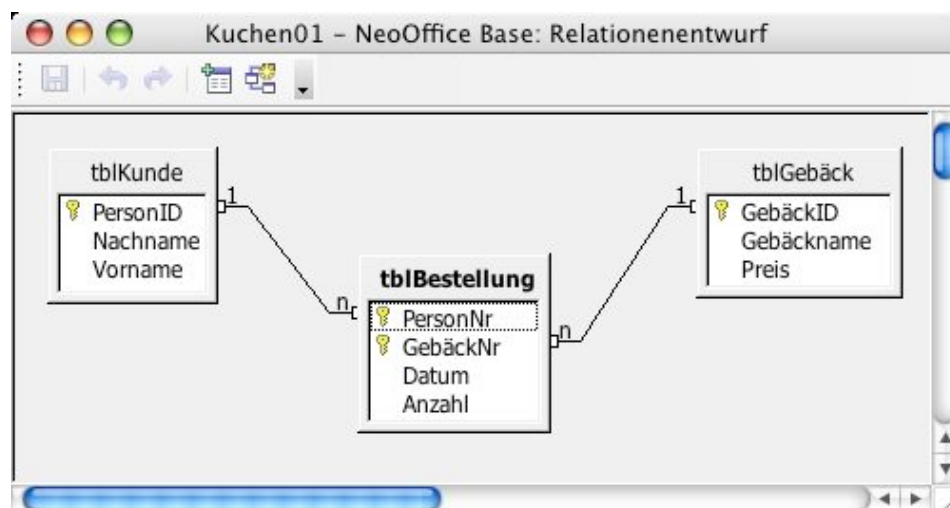 Kuchen01 – NeoOffice Base: Relationenentwurf
tblKunde
PersonID
Nachname
Vorname
1
n
tblBestellung
PersonNr
GebäckNr
Datum
Anzahl
n
1
tblGebäck
GebäckID
Gebäckname
Preis